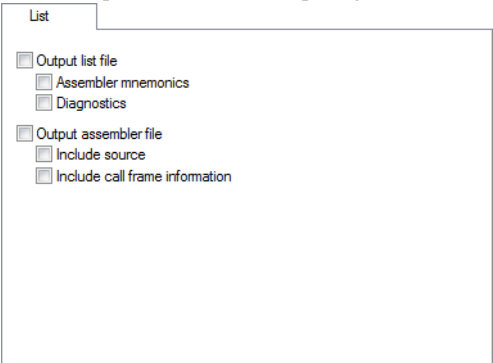 List
Output list file
Assembler mnemonics
Diagnostics
Output assembler file
Include source
Include call frame information